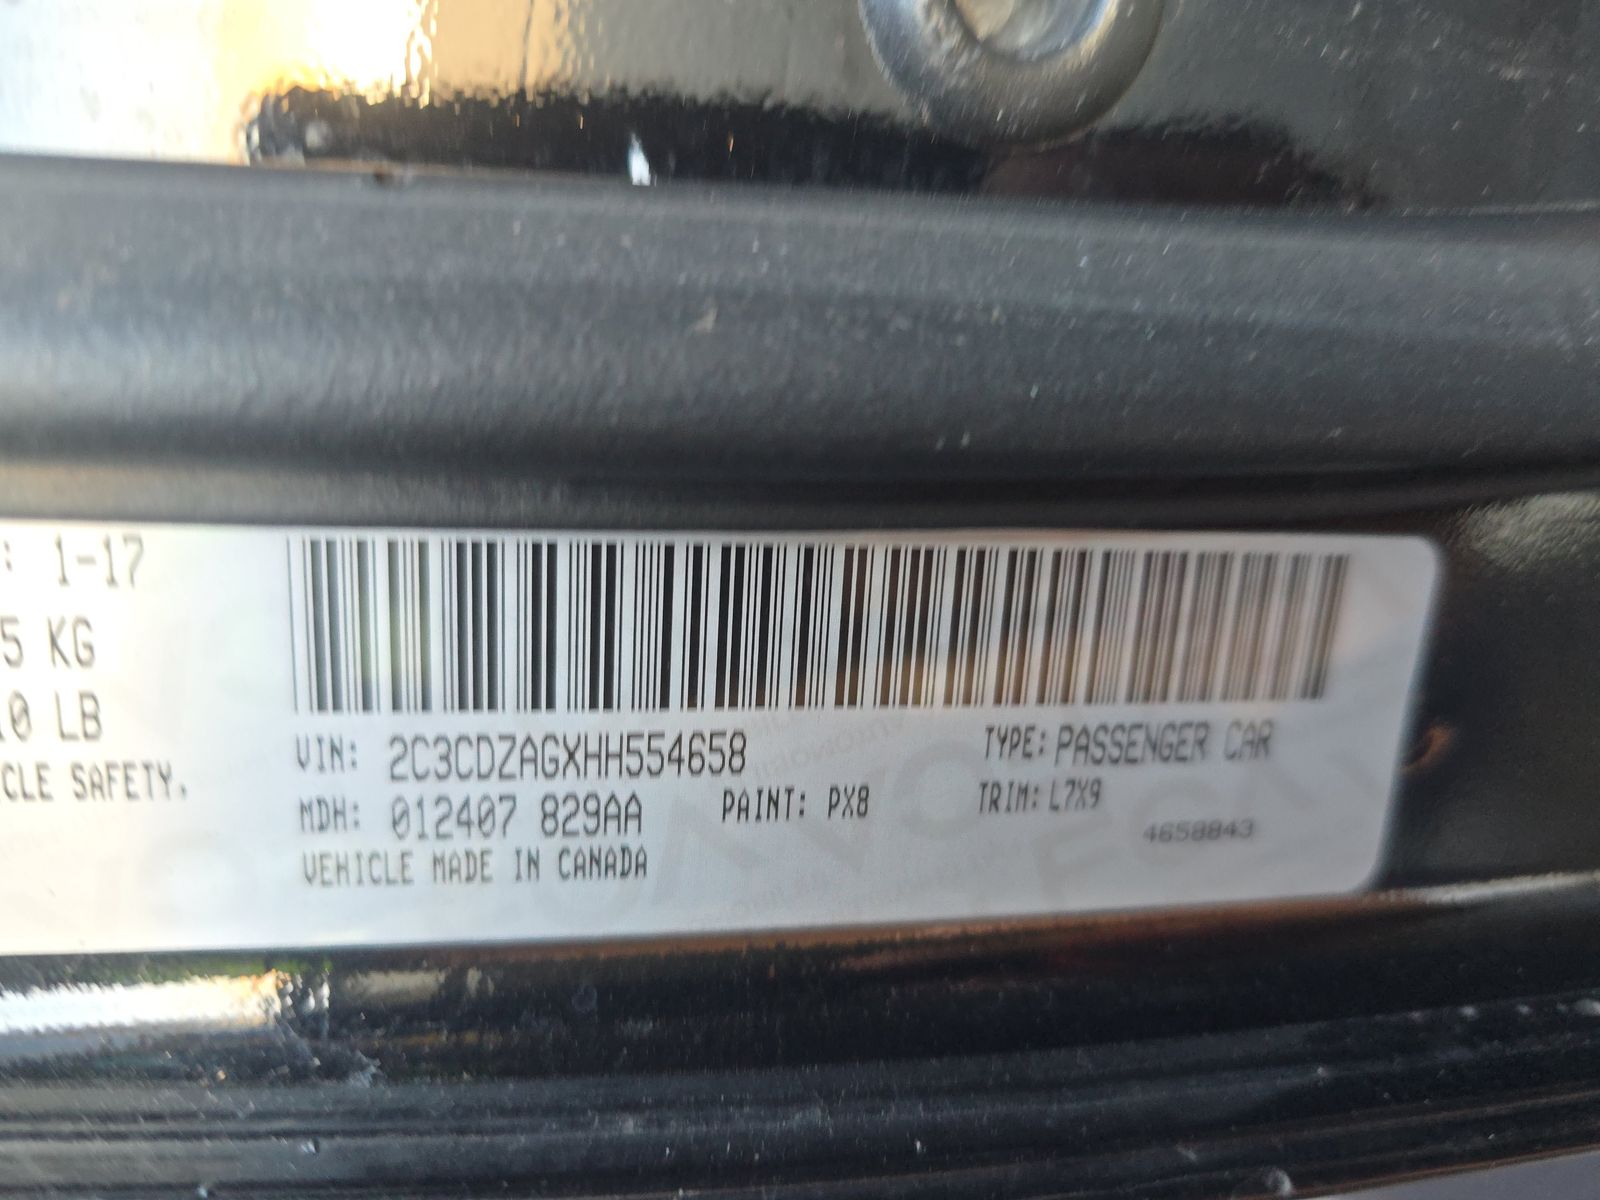 : 1-17
5 KG
10 LB
CLE SAFETY.
VIN: 2C3CDZAGXHH554658
TYPE: PASSENGER CAR
MDH: 012407 829AA
PAINT: PX8
TRIM: L7X9
4658843
VEHICLE MADE IN CANADA